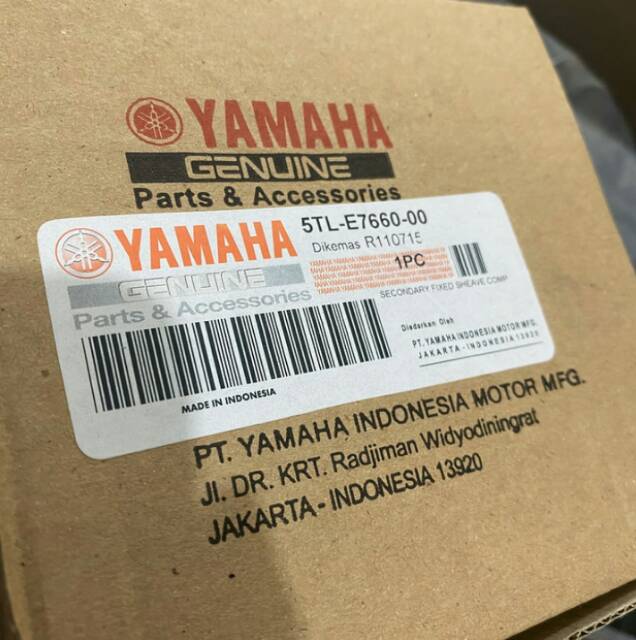 YAMAHA
GENUINE
Parts & Accessories
YAMAHA
GENUINE
Parts & Accessories
5TL-E7660-00
Dikemas R110715
1PC
SECONDARY FIXED SHEAVE COMP
Diedarkan Oleh
PT. YAMAHA INDONESIA MOTOR MFG.
JAKARTA - INDONESIA 13920
MADE IN INDONESIA
PT. YAMAHA INDONESIA MOTOR MFG.
Jl. DR. KRT. Radjiman Widyodiningrat
JAKARTA - INDONESIA 13920